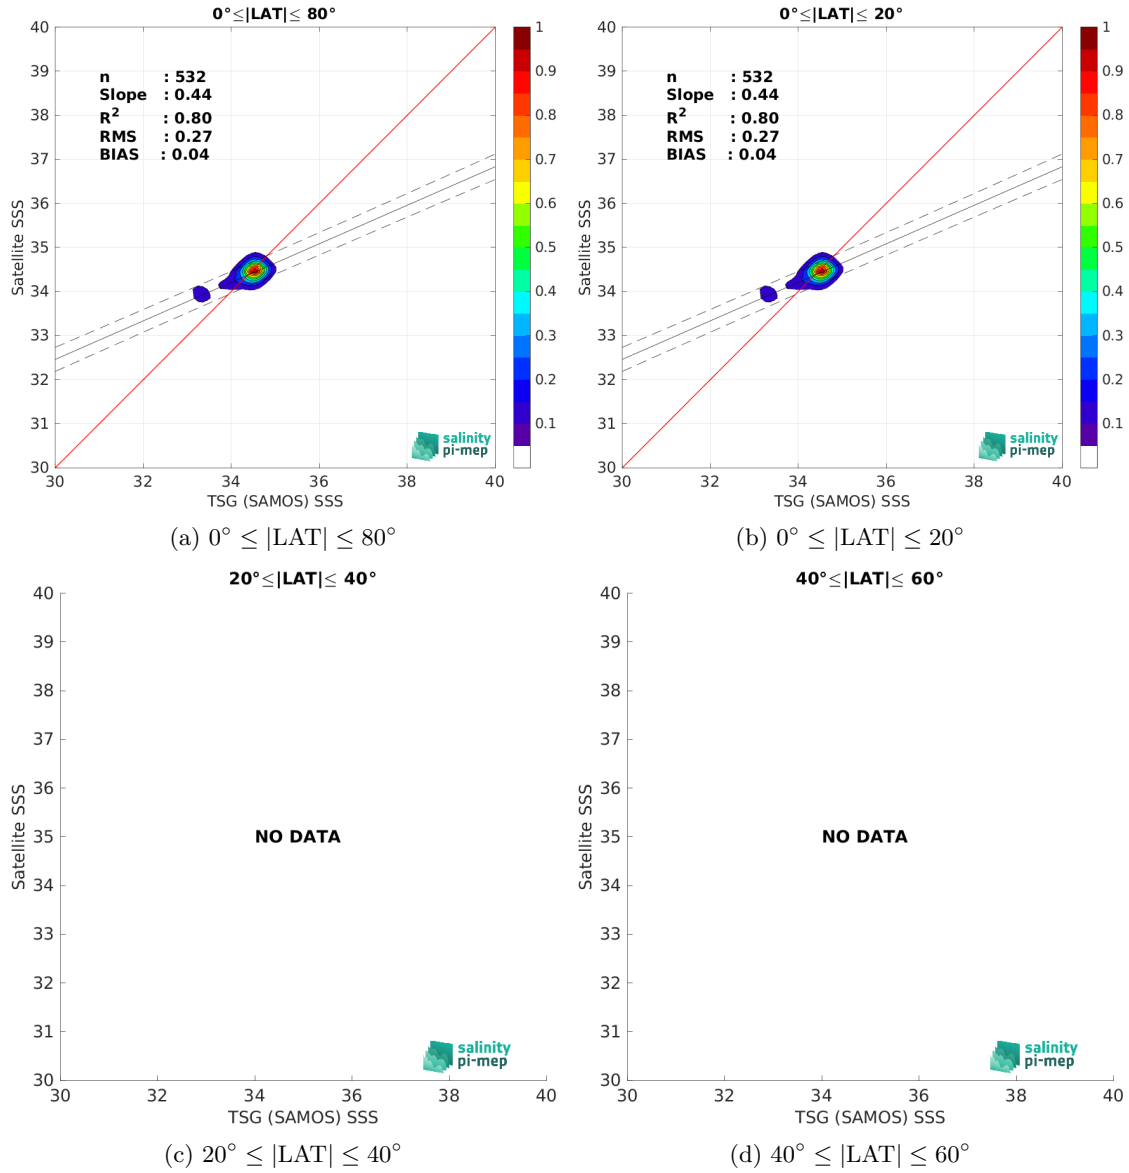 0°≤|LAT|≤ 80°
40
39
38
37
36
35
34
33
32
31
30
Satellite SSS
n : 532
Slope : 0.44
R² : 0.80
RMS : 0.27
BIAS : 0.04
salinity
pi-mep
30 32 34 36 38 40
TSG (SAMOS) SSS
1
0.9
0.8
0.7
0.6
0.5
0.4
0.3
0.2
0.1
(a) 0° ≤ |LAT| ≤ 80°
0°≤|LAT|≤ 20°
40
39
38
37
36
35
34
33
32
31
30
Satellite SSS
n : 532
Slope : 0.44
R² : 0.80
RMS : 0.27
BIAS : 0.04
salinity
pi-mep
30 32 34 36 38 40
TSG (SAMOS) SSS
1
0.9
0.8
0.7
0.6
0.5
0.4
0.3
0.2
0.1
(b) 0° ≤ |LAT| ≤ 20°
20°≤|LAT|≤ 40°
40
39
38
37
36
35
34
33
32
31
30
Satellite SSS
NO DATA
salinity
pi-mep
30 32 34 36 38 40
TSG (SAMOS) SSS
(c) 20° ≤ |LAT| ≤ 40°
40°≤|LAT|≤ 60°
40
39
38
37
36
35
34
33
32
31
30
Satellite SSS
NO DATA
salinity
pi-mep
30 32 34 36 38 40
TSG (SAMOS) SSS
(d) 40° ≤ |LAT| ≤ 60°